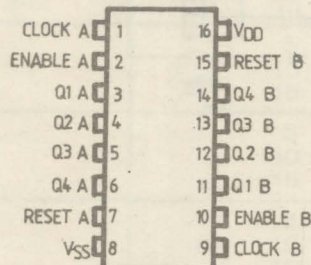 CLOCK A 1 16 VDD
ENABLE A 2 15 RESET B
Q1 A 3 14 Q4 B
Q2 A 4 13 Q3 B
Q3 A 5 12 Q2 B
Q4 A 6 11 Q1 B
RESET A 7 10 ENABLE B
VSS 8 9 CLOCK B